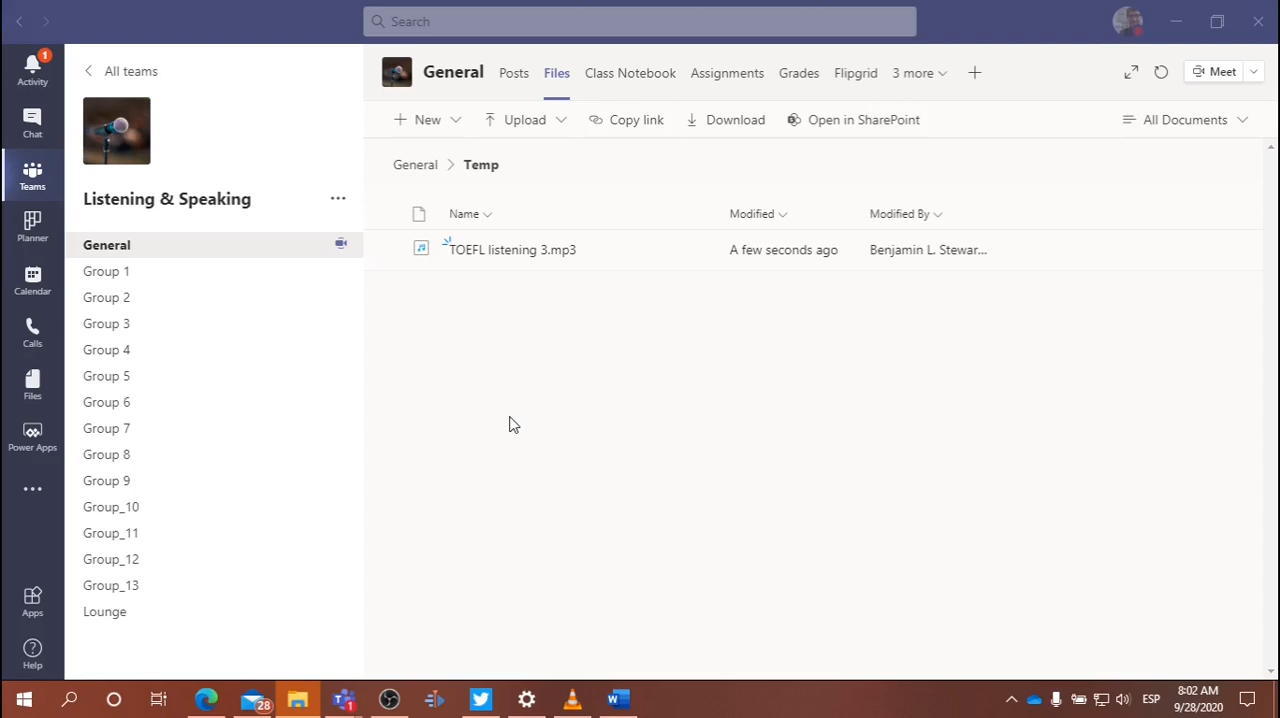 Search
1
Activity
Chat
Teams
Planner
Calendar
Calls
Files
Power Apps
Apps
Help
All teams
Listening & Speaking
General
Group 1
Group 2
Group 3
Group 4
Group 5
Group 6
Group 7
Group 8
Group 9
Group_10
Group_11
Group_12
Group_13
Lounge
General Posts Files Class Notebook Assignments Grades Flipgrid 3 more Meet
New Upload Copy link Download Open in SharePoint All Documents
General > Temp
Name Modified Modified By
TOEFL listening 3.mp3 A few seconds ago Benjamin L. Stewar...
28 1 ESP 8:02 AM
9/28/2020